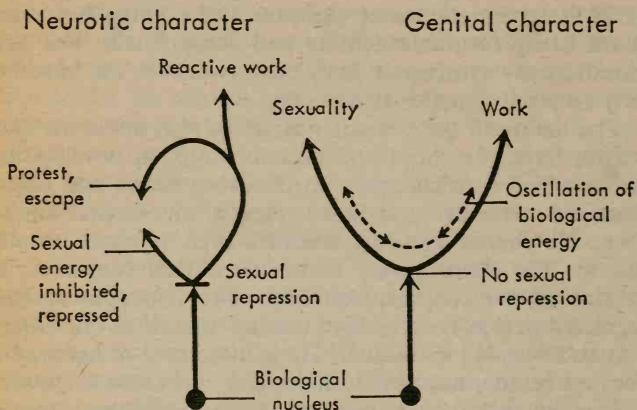 Neurotic character
Genital character
Reactive work
Sexuality
Work
Protest,
escape
Oscillation of
biological
energy
Sexual
energy
inhibited,
repressed
Sexual
repression
No sexual
repression
Biological
nucleus